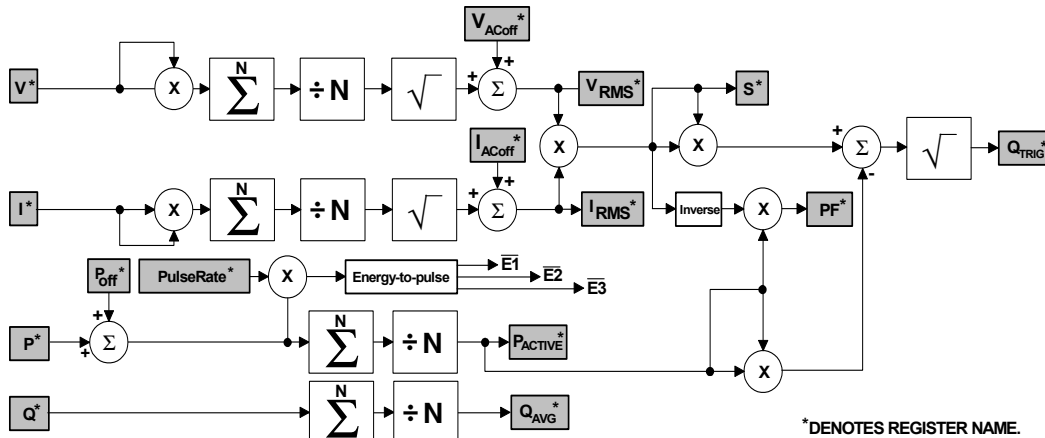 V_ACoff*
+
V*
X
N
Σ
÷ N
√
+
Σ
V_RMS*
S*
X
X
+
Σ
-
√
Q_TRIG*
I_ACoff*
+
I*
X
N
Σ
÷ N
√
+
Σ
I_RMS*
Inverse
X
PF*
P_off*
PulseRate*
X
Energy-to-pulse
E1
E2
E3
+
P*
+
Σ
N
Σ
÷ N
P_ACTIVE*
X
Q*
N
Σ
÷ N
Q_AVG*
*DENOTES REGISTER NAME.